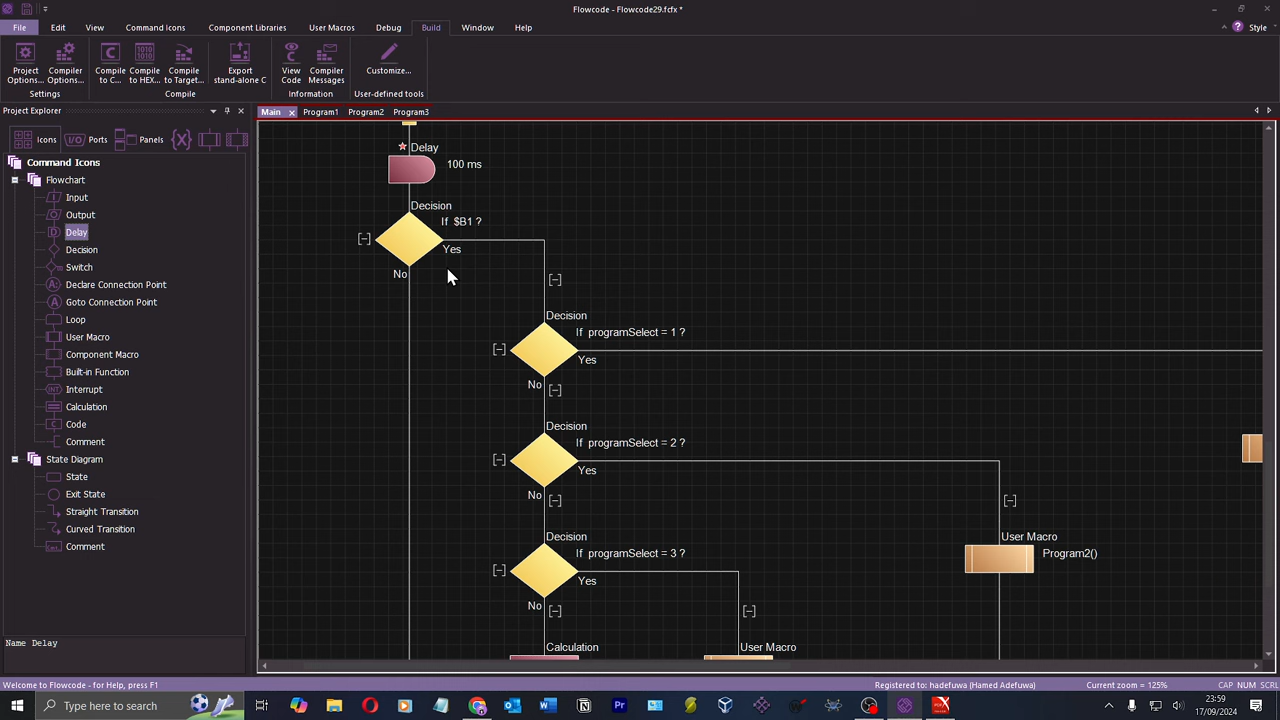 Flowcode - Flowcode29.fcfx *
Style
File Edit View Command Icons Component Libraries User Macros Debug Build Window Help
Project Options... Compiler Options... Compile to C... Compile to HEX... Compile to Target... Export stand-alone C View Code Compiler Messages Customize...
Settings Compile Information User-defined tools
Project Explorer
Main Program1 Program2 Program3
Icons Ports Panels
Command Icons
Flowchart
Input
Output
Delay
Decision
Switch
Declare Connection Point
Goto Connection Point
Loop
User Macro
Component Macro
Built-in Function
Interrupt
Calculation
Code
Comment
State Diagram
State
Exit State
Straight Transition
Curved Transition
Comment
Name Delay
Delay
100 ms
Decision
If $B1 ?
Yes
No
Decision
If programSelect = 1 ?
Yes
No
Decision
If programSelect = 2 ?
Yes
No
User Macro
Program2()
Decision
If programSelect = 3 ?
Yes
No
Calculation
User Macro
Welcome to Flowcode - for Help, press F1
Registered to: hadefuwa (Hamed Adefuwa) Current zoom = 125% CAP NUM SCRL
Type here to search
23:59
17/09/2024